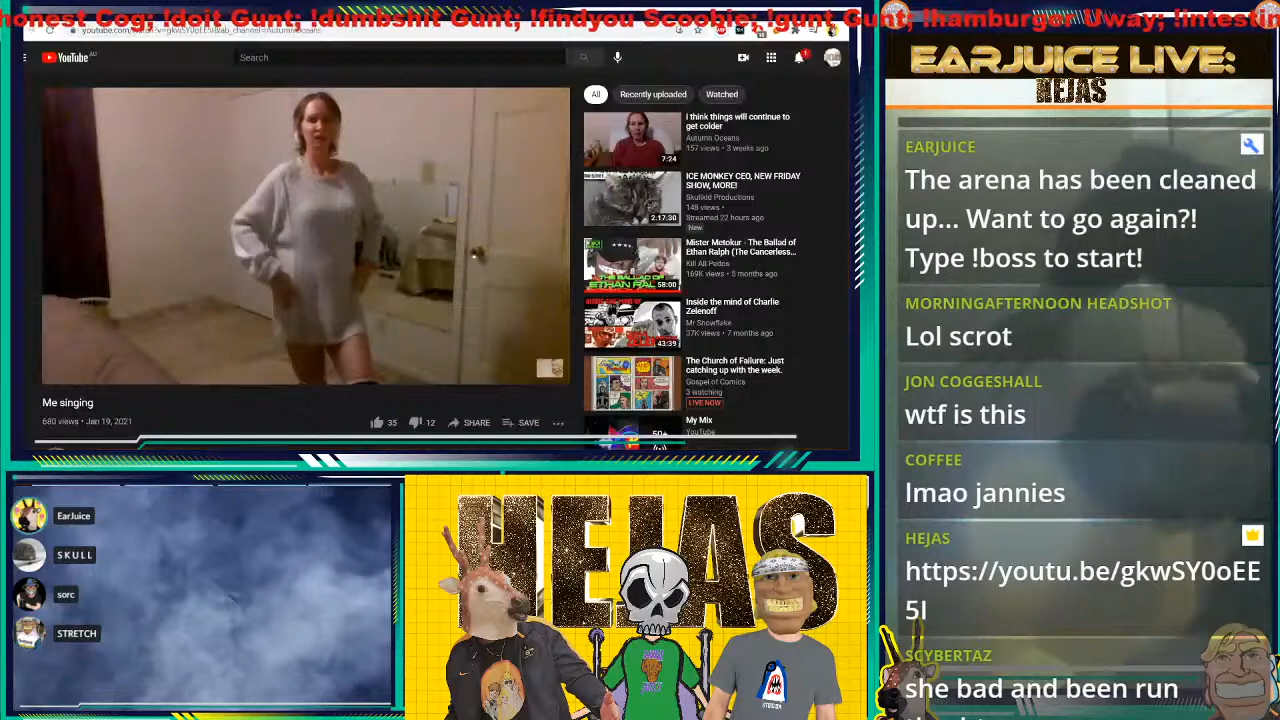 honest Cog; !doit Gunt; !dumbshit Gunt; !findyou Scoobie; !gunt Gunt; !hamburger Uway; !intestin
YouTube
AU
Search
All
Recently uploaded
Watched
i think things will continue to
get colder
Autumn Oceans
157 views • 3 weeks ago
7:24
ICE MONKEY CEO, NEW FRIDAY
SHOW, MORE!
Skullkid Productions
148 views •
Streamed 22 hours ago
New
2:17:30
Mister Metokur - The Ballad of
Ethan Ralph (The Cancerless...
Kill All Pedos
169K views • 5 months ago
58:00
Inside the mind of Charlie
Zelenoff
Mr Snowflake
37K views • 7 months ago
43:39
The Church of Failure: Just
catching up with the week.
Gospel of Comics
3 watching
LIVE NOW
My Mix
YouTube
50+
Me singing
680 views • Jan 19, 2021
35
12
SHARE
SAVE
EarJuice
SKULL
sorc
STRETCH
HEJAS
EARJUICE LIVE:
HEJAS
EARJUICE
The arena has been cleaned
up... Want to go again?!
Type !boss to start!
MORNINGAFTERNOON HEADSHOT
Lol scrot
JON COGGESHALL
wtf is this
COFFEE
lmao jannies
HEJAS
https://youtu.be/gkwSY0oEE
5I
SCYBERTAZ
she bad and been run